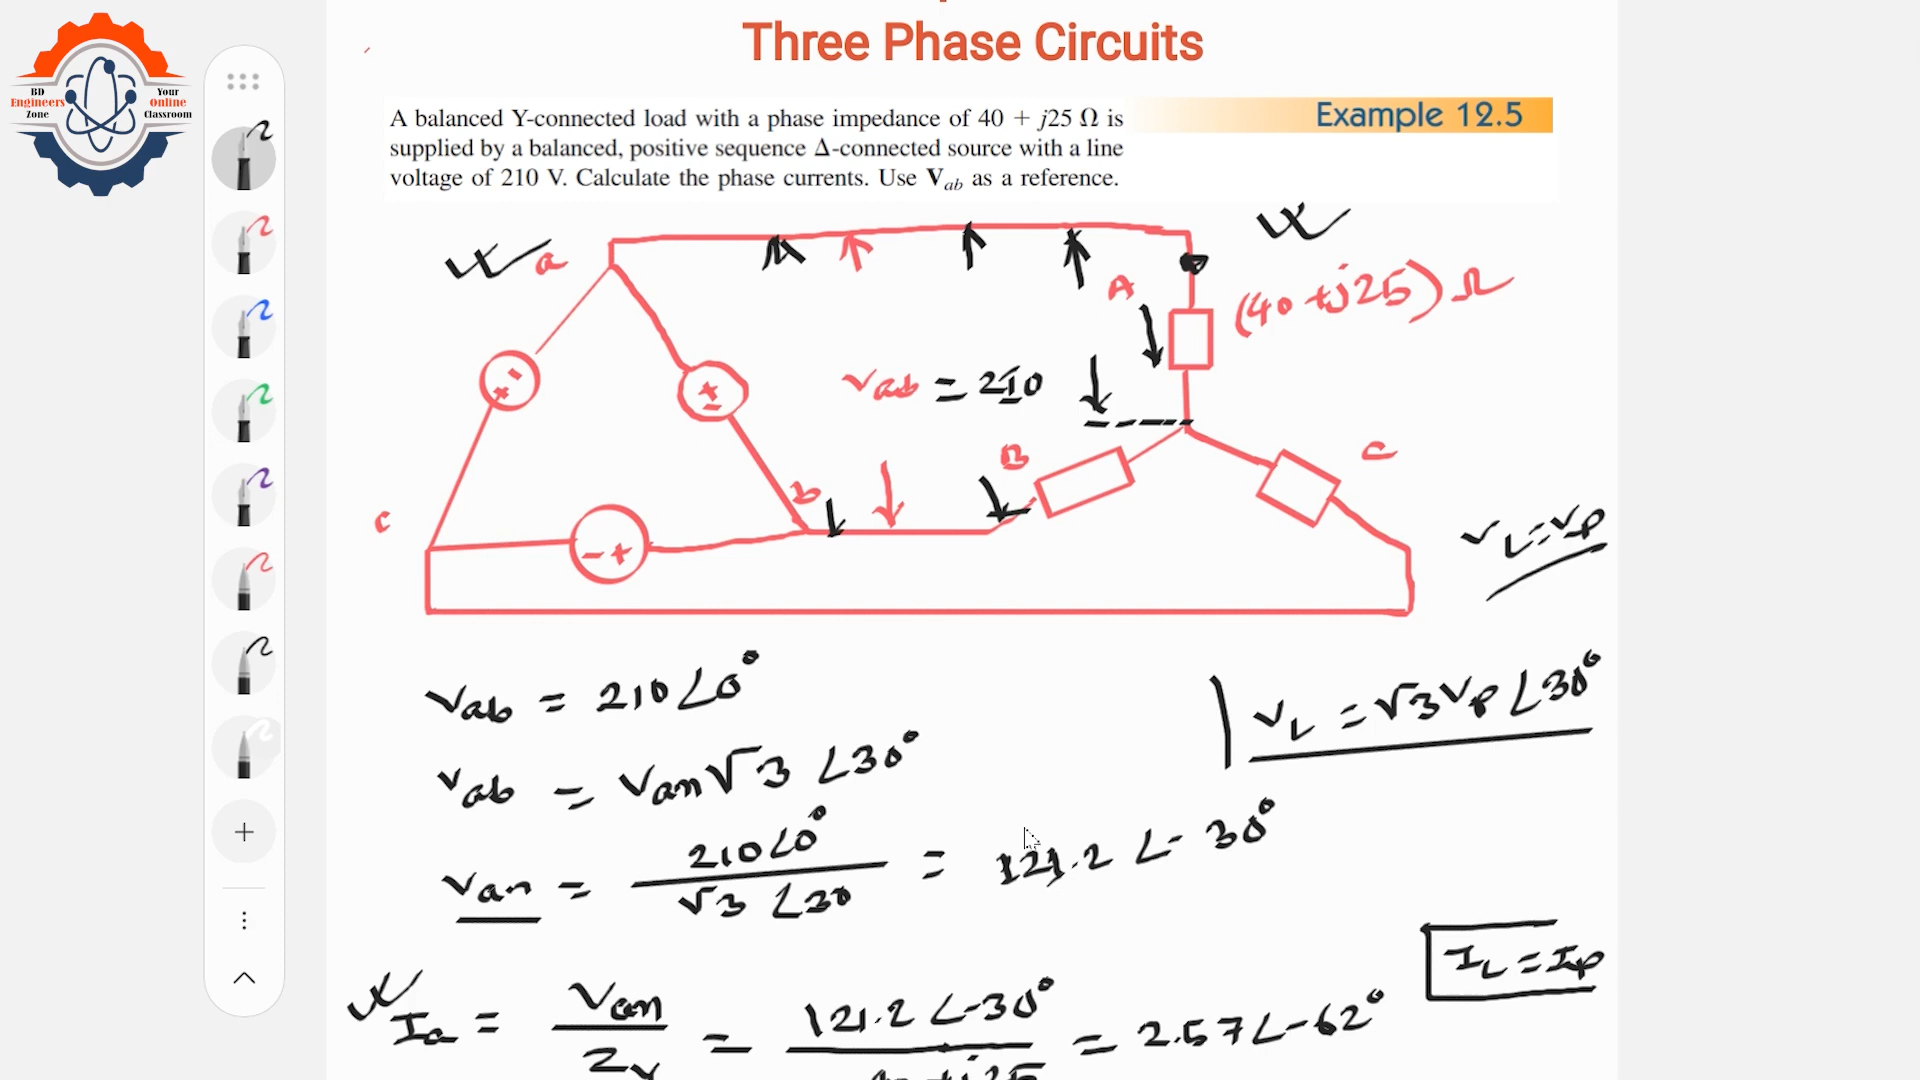 Three Phase Circuits
BD
Engineers
Zone
Your
Online
Classroom
Example 12.5
A balanced Y-connected load with a phase impedance of 40 + j25 Ω is
supplied by a balanced, positive sequence Δ-connected source with a line
voltage of 210 V. Calculate the phase currents. Use Vab as a reference.
a
A
(40+j25)Ω
Vab = 210
B
C
b
c
- +
VL=VP
Vab = 210∠0°
VL = √3VP∠30°
Vab = Van√3 ∠30°
Van = 210∠0° / √3 ∠30 = 121.2 ∠-30°
IL = IP
Ia = Van / ZY = 121.2∠-30° / 40+j25 = 2.57∠-62°